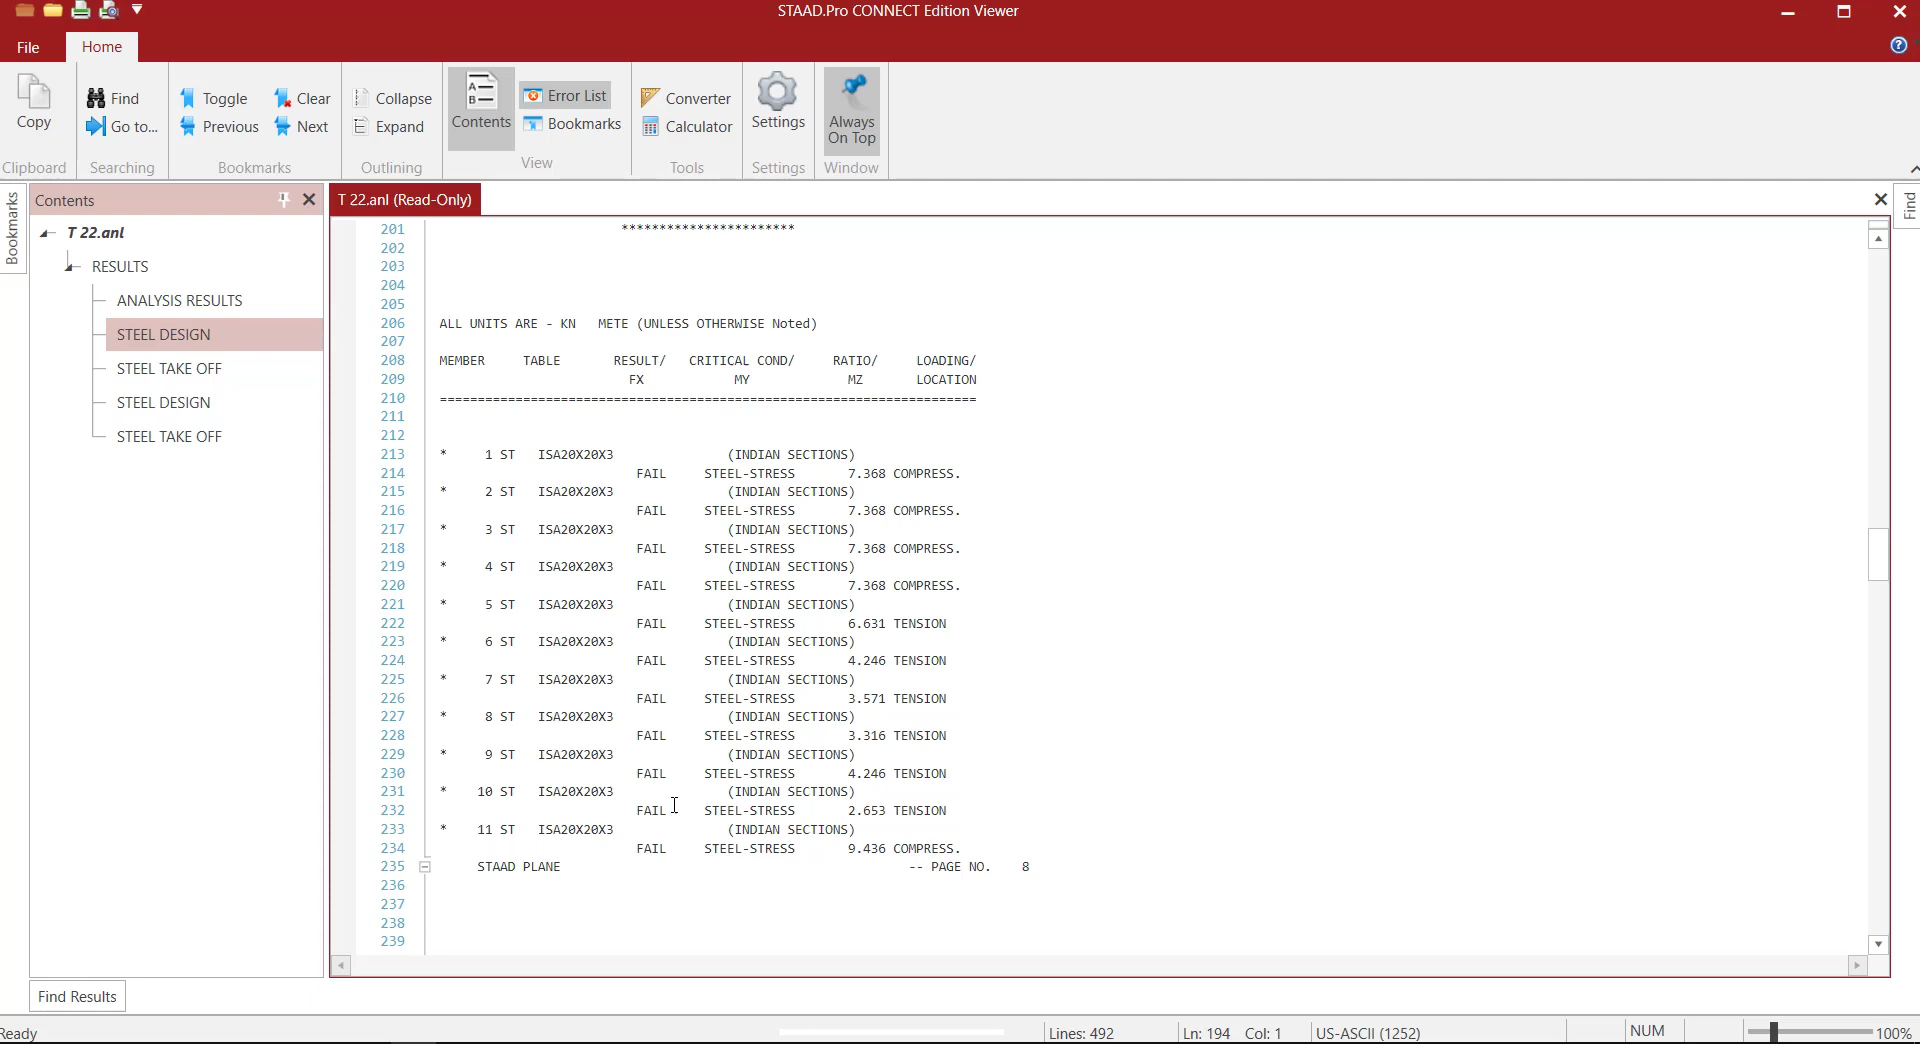 STAAD.Pro CONNECT Edition Viewer
File
Home
Copy
Clipboard
Find
Go to...
Searching
Toggle
Clear
Previous
Next
Bookmarks
Collapse
Expand
Outlining
Contents
Error List
Bookmarks
View
Converter
Calculator
Tools
Settings
Settings
Always
On Top
Window
Bookmarks
Contents
T 22.anl
RESULTS
ANALYSIS RESULTS
STEEL DESIGN
STEEL TAKE OFF
STEEL DESIGN
STEEL TAKE OFF
T 22.anl (Read-Only)
Find
201 ***********************
202
203
204
205
206 ALL UNITS ARE - KN METE (UNLESS OTHERWISE Noted)
207
208 MEMBER TABLE RESULT/ CRITICAL COND/ RATIO/ LOADING/
209 FX MY MZ LOCATION
210 =======================================================================
211
212
213 * 1 ST ISA20X20X3 (INDIAN SECTIONS)
214 FAIL STEEL-STRESS 7.368 COMPRESS.
215 * 2 ST ISA20X20X3 (INDIAN SECTIONS)
216 FAIL STEEL-STRESS 7.368 COMPRESS.
217 * 3 ST ISA20X20X3 (INDIAN SECTIONS)
218 FAIL STEEL-STRESS 7.368 COMPRESS.
219 * 4 ST ISA20X20X3 (INDIAN SECTIONS)
220 FAIL STEEL-STRESS 7.368 COMPRESS.
221 * 5 ST ISA20X20X3 (INDIAN SECTIONS)
222 FAIL STEEL-STRESS 6.631 TENSION
223 * 6 ST ISA20X20X3 (INDIAN SECTIONS)
224 FAIL STEEL-STRESS 4.246 TENSION
225 * 7 ST ISA20X20X3 (INDIAN SECTIONS)
226 FAIL STEEL-STRESS 3.571 TENSION
227 * 8 ST ISA20X20X3 (INDIAN SECTIONS)
228 FAIL STEEL-STRESS 3.316 TENSION
229 * 9 ST ISA20X20X3 (INDIAN SECTIONS)
230 FAIL STEEL-STRESS 4.246 TENSION
231 * 10 ST ISA20X20X3 (INDIAN SECTIONS)
232 FAIL STEEL-STRESS 2.653 TENSION
233 * 11 ST ISA20X20X3 (INDIAN SECTIONS)
234 FAIL STEEL-STRESS 9.436 COMPRESS.
235 STAAD PLANE -- PAGE NO. 8
236
237
238
239
Find Results
Ready
Lines: 492
Ln: 194 Col: 1
US-ASCII (1252)
NUM
100%